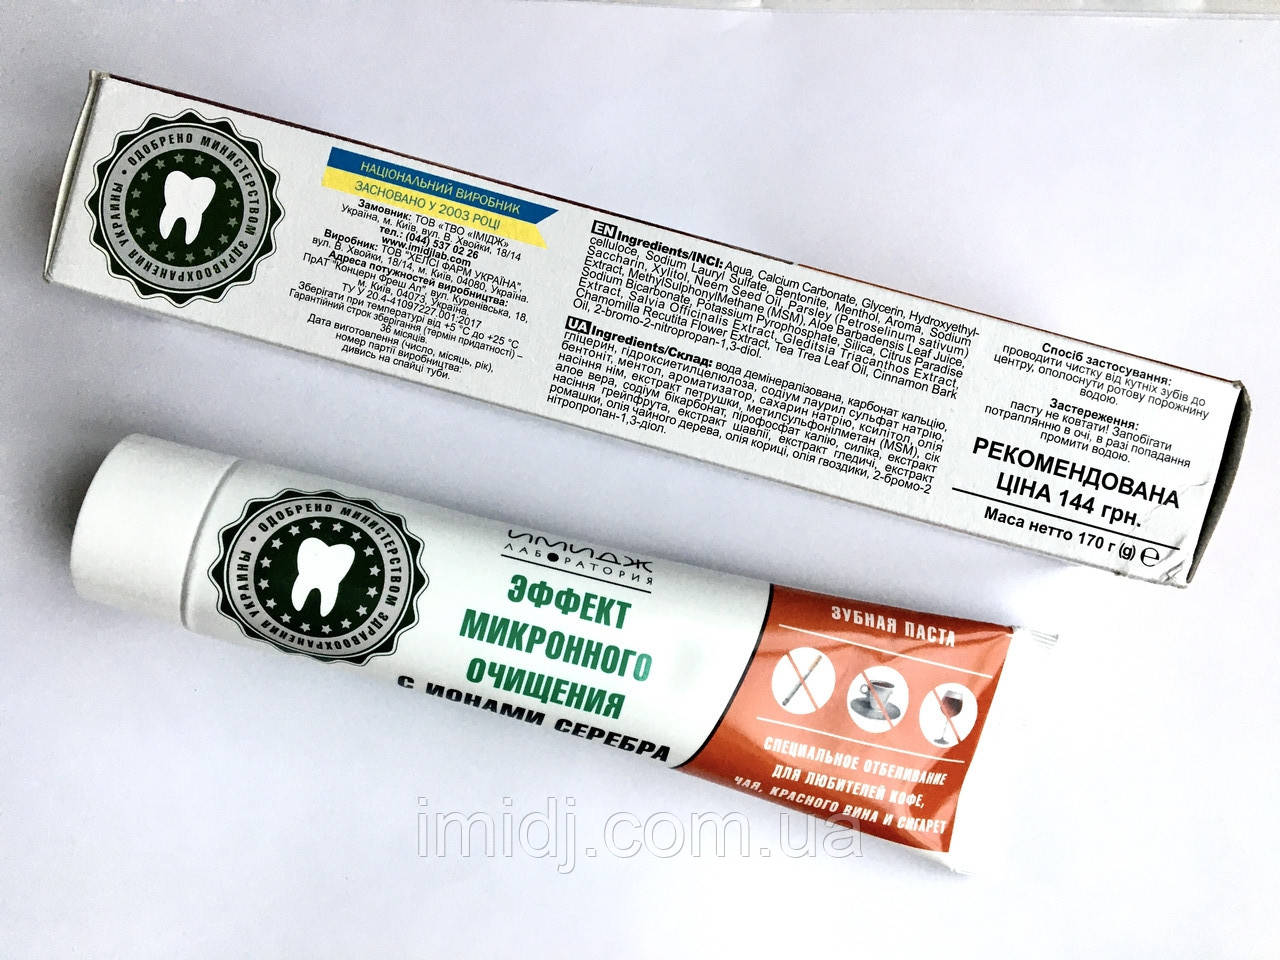 • ОДОБРЕНО МИНИСТЕРСТВОМ ЗДРАВООХРАНЕНИЯ УКРАИНЫ
НАЦІОНАЛЬНИЙ ВИРОБНИК
ЗАСНОВАНО У 2003 РОЦІ
Замовник: ТОВ «ТВО «ІМІДЖ»
Україна, м. Київ, вул. В. Хвойки, 18/14
тел.: (044) 537 02 26
www.imidjlab.com
Виробник: ТОВ "ХЕЛСІ ФАРМ УКРАЇНА",
вул. В. Хвойки, 18/14, м. Київ, 04080, Україна.
Адреса потужностей виробництва:
ПрАТ "Концерн Фреш Ап", вул. Куренівська, 18,
м. Київ, 04073, Україна.
ТУ У 20.4-41097227.001:2017
Зберігати при температурі від +5 °C до +25 °C
Гарантійний строк зберігання (термін придатності) –
36 місяців.
Дата виготовлення (число, місяць, рік),
номер партії виробництва:
дивись на спайці туби.
EN Ingredients/INCI: Aqua, Calcium Carbonate, Glycerin, Hydroxyethyl-
celluloce, Sodium Lauryl Sulfate, Bentonite, Menthol, Aroma, Sodium
Saccharin, Xylitol, Neem Seed Oil, Parsley (Petroselinum sativum)
Extract, MethylSulphonylMethane (MSM), Aloe Barbadensis Leaf Juice,
Sodium Bicarbonate, Potassium Pyrophosphate, Silica, Citrus Paradise
Extract, Salvia Officinalis Extract, Gleditsia Triacanthos Extract,
Chamomilla Recutita Flower Extract, Tea Tree Leaf Oil, Cinnamon Bark
Oil, 2-bromo-2-nitropropan-1,3-diol.
UA Ingredients/Склад: вода демінералізована, карбонат кальцію,
гліцерин, гідроксиетилцелюлоза, содіум лаурил сульфат натрію,
бентоніт, ментол, ароматизатор, сахарин натрію, ксилітол, олія
насіння нім, екстракт петрушки, метилсульфонілметан (MSM), сік
алое вера, содіум бікарбонат, пірофосфат калію, силіка, екстракт
насіння грейпфрута, екстракт шавлії, екстракт гледичі, екстракт
ромашки, олія чайного дерева, олія кориці, олія гвоздики, 2-бромо-2
нітропропан-1,3-діол.
Спосіб застосування:
проводити чистку від кутніх зубів до
центру, ополоснути ротову порожнину
водою.
Застереження:
пасту не ковтати! Запобігати
потраплянню в очі, в разі попадання
промити водою.
РЕКОМЕНДОВАНА
ЦІНА 144 грн.
Маса нетто 170 г (g) ℮
• ОДОБРЕНО МИНИСТЕРСТВОМ ЗДРАВООХРАНЕНИЯ УКРАИНЫ
ИМИДЖ
ЛАБОРАТОРИЯ
ЭФФЕКТ
МИКРОННОГО
ОЧИЩЕНИЯ
С ИОНАМИ СЕРЕБРА
ЗУБНАЯ ПАСТА
СПЕЦИАЛЬНОЕ ОТБЕЛИВАНИЕ
ДЛЯ ЛЮБИТЕЛЕЙ КОФЕ,
ЧАЯ, КРАСНОГО ВИНА И СИГАРЕТ
imidj.com.ua